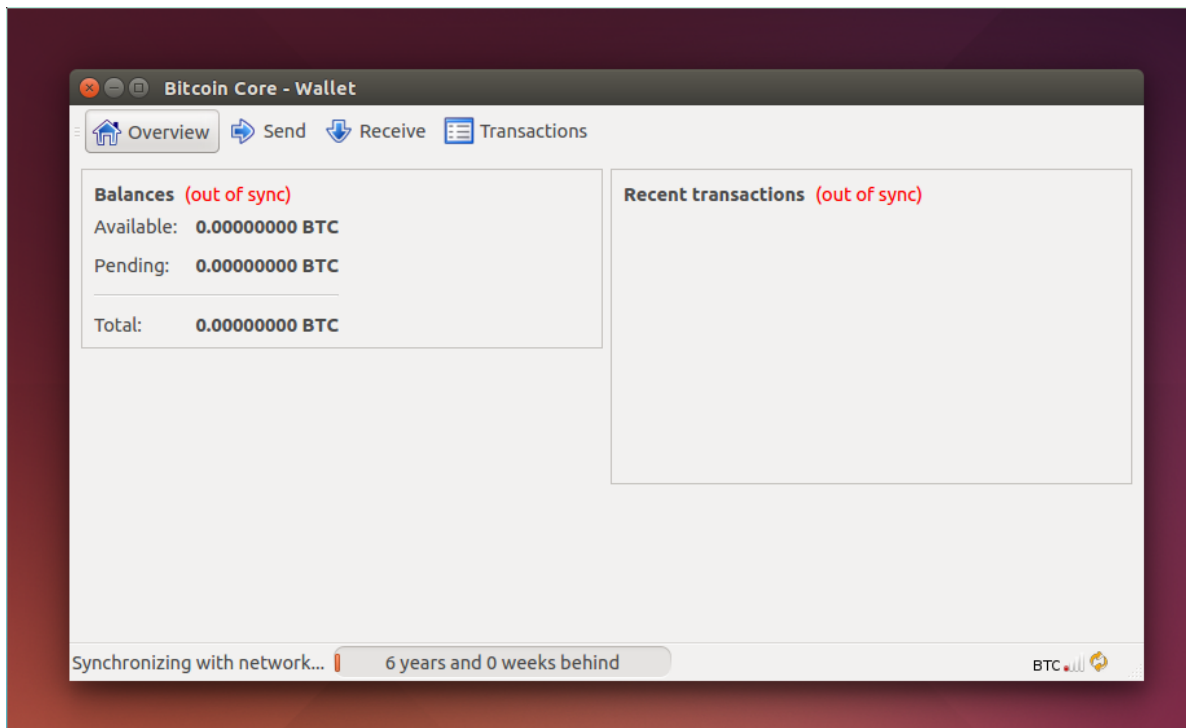 Bitcoin Core - Wallet
Overview Send Receive Transactions
Balances (out of sync)
Available: 0.00000000 BTC
Pending: 0.00000000 BTC
Total: 0.00000000 BTC
Recent transactions (out of sync)
Synchronizing with network... 6 years and 0 weeks behind BTC